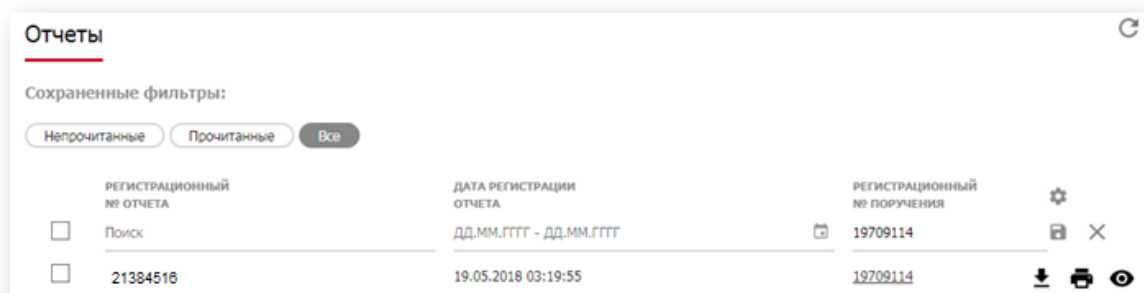 Отчеты
Сохраненные фильтры:
Непрочитанные Прочитанные Все
РЕГИСТРАЦИОННЫЙ № ОТЧЕТА
ДАТА РЕГИСТРАЦИИ ОТЧЕТА
РЕГИСТРАЦИОННЫЙ № ПОРУЧЕНИЯ
Поиск ДД.ММ.ГГГГ - ДД.ММ.ГГГГ 19709114
21384516 19.05.2018 03:19:55 19709114